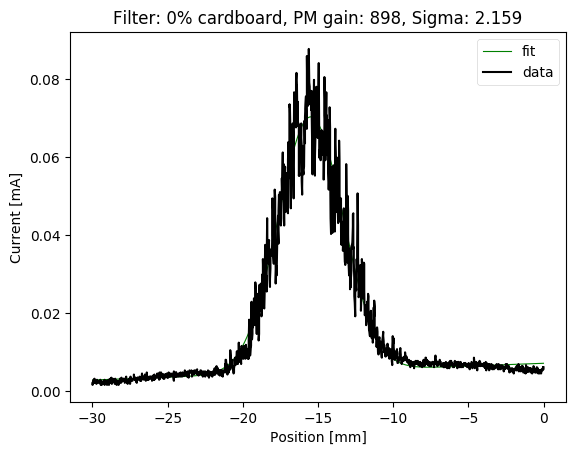 Filter: 0% cardboard, PM gain: 898, Sigma: 2.159
fit
data
0.08
0.06
0.04
0.02
0.00
Current [mA]
−30 −25 −20 −15 −10 −5 0
Position [mm]